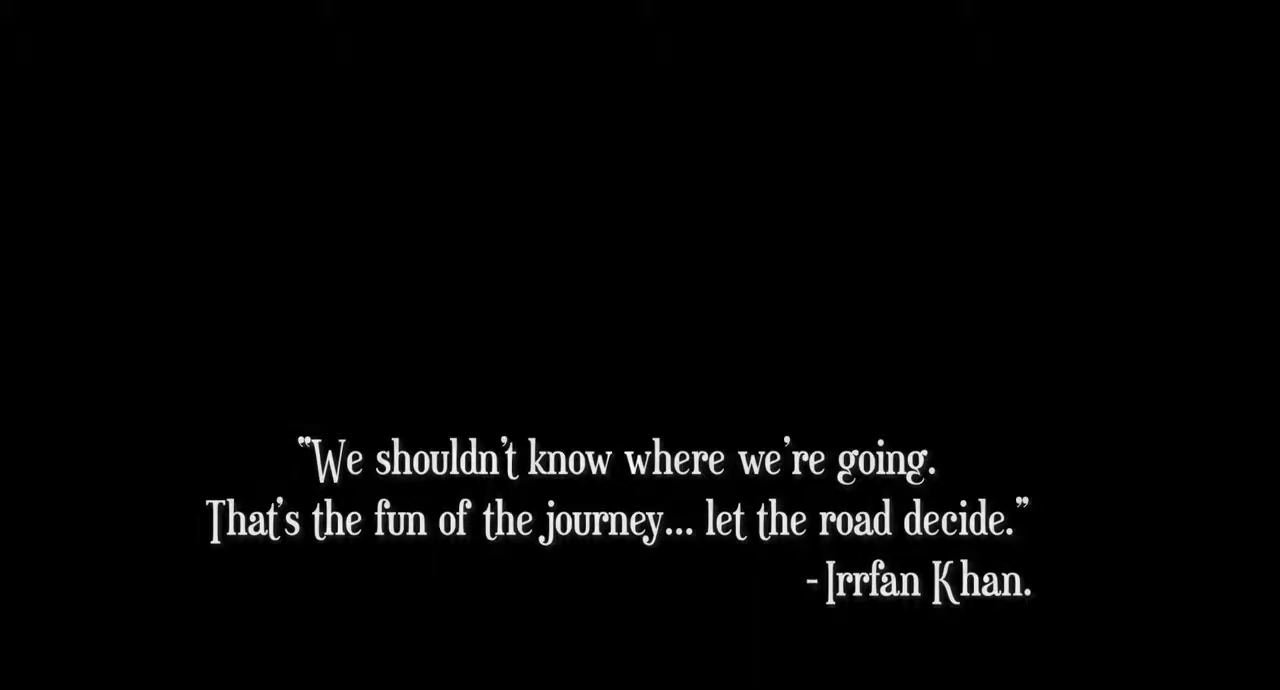 “We shouldn’t know where we’re going.
That’s the fun of the journey... let the road decide.”
- Irrfan Khan.